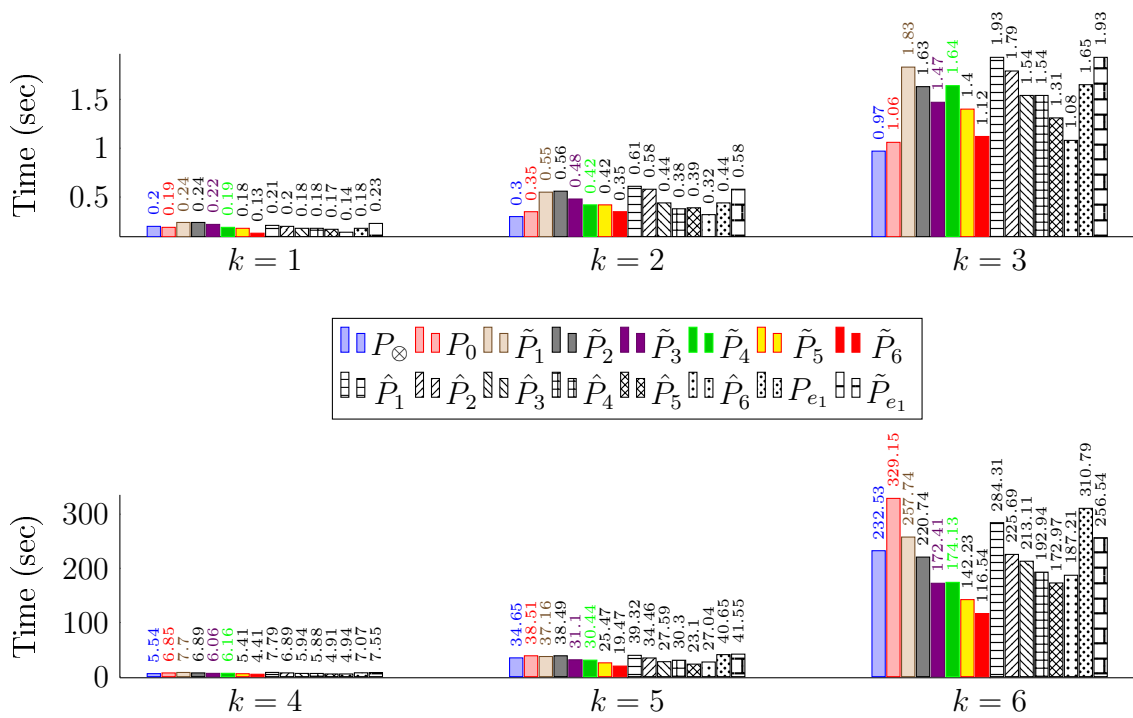 Time (sec)
1.5
1
0.5
0.2 0.19 0.24 0.24 0.22 0.19 0.18 0.13 0.21 0.2 0.18 0.18 0.17 0.14 0.18 0.23
0.3 0.35 0.55 0.56 0.48 0.42 0.42 0.35 0.61 0.58 0.44 0.38 0.39 0.32 0.44 0.58
0.97 1.06 1.83 1.63 1.47 1.64 1.4 1.12 1.93 1.79 1.54 1.54 1.31 1.08 1.65 1.93
k = 1 k = 2 k = 3
P⊗ P₀ P̃₁ P̃₂ P̃₃ P̃₄ P̃₅ P̃₆
P̂₁ P̂₂ P̂₃ P̂₄ P̂₅ P̂₆ Pe₁ P̃e₁
Time (sec)
300
200
100
0
5.54 6.85 7.7 6.89 6.06 6.16 5.41 4.41 7.79 6.89 5.94 5.88 4.91 4.94 7.07 7.55
34.65 38.51 37.16 38.49 31.1 30.44 25.47 19.47 39.32 34.46 27.59 30.3 23.1 27.04 40.65 41.55
232.53 329.15 257.74 220.74 172.41 174.13 142.23 116.54 284.31 225.69 213.11 192.94 172.97 187.21 310.79 256.54
k = 4 k = 5 k = 6